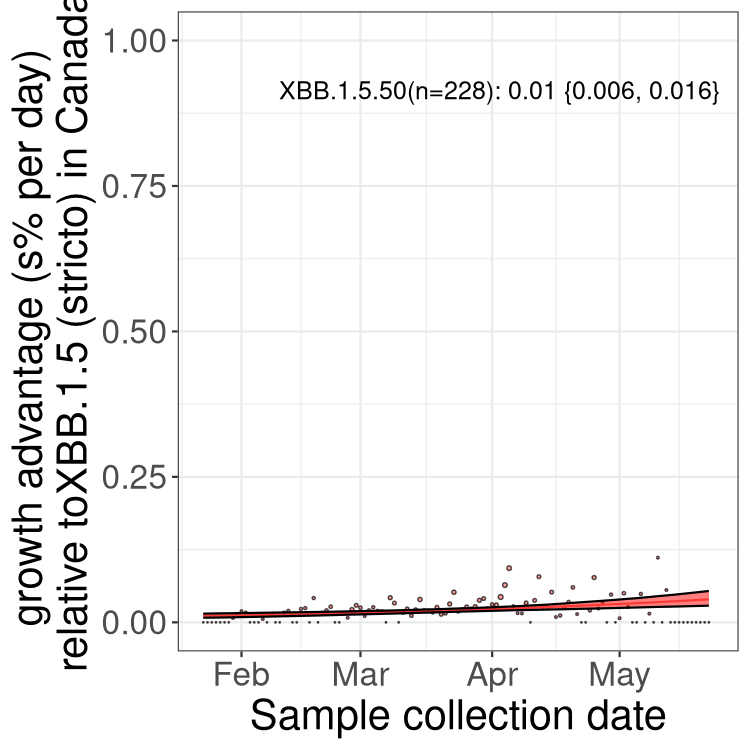 growth advantage (s% per day)
relative toXBB.1.5 (stricto) in Canada
1.00
0.75
0.50
0.25
0.00
XBB.1.5.50(n=228): 0.01 {0.006, 0.016}
Feb Mar Apr May
Sample collection date